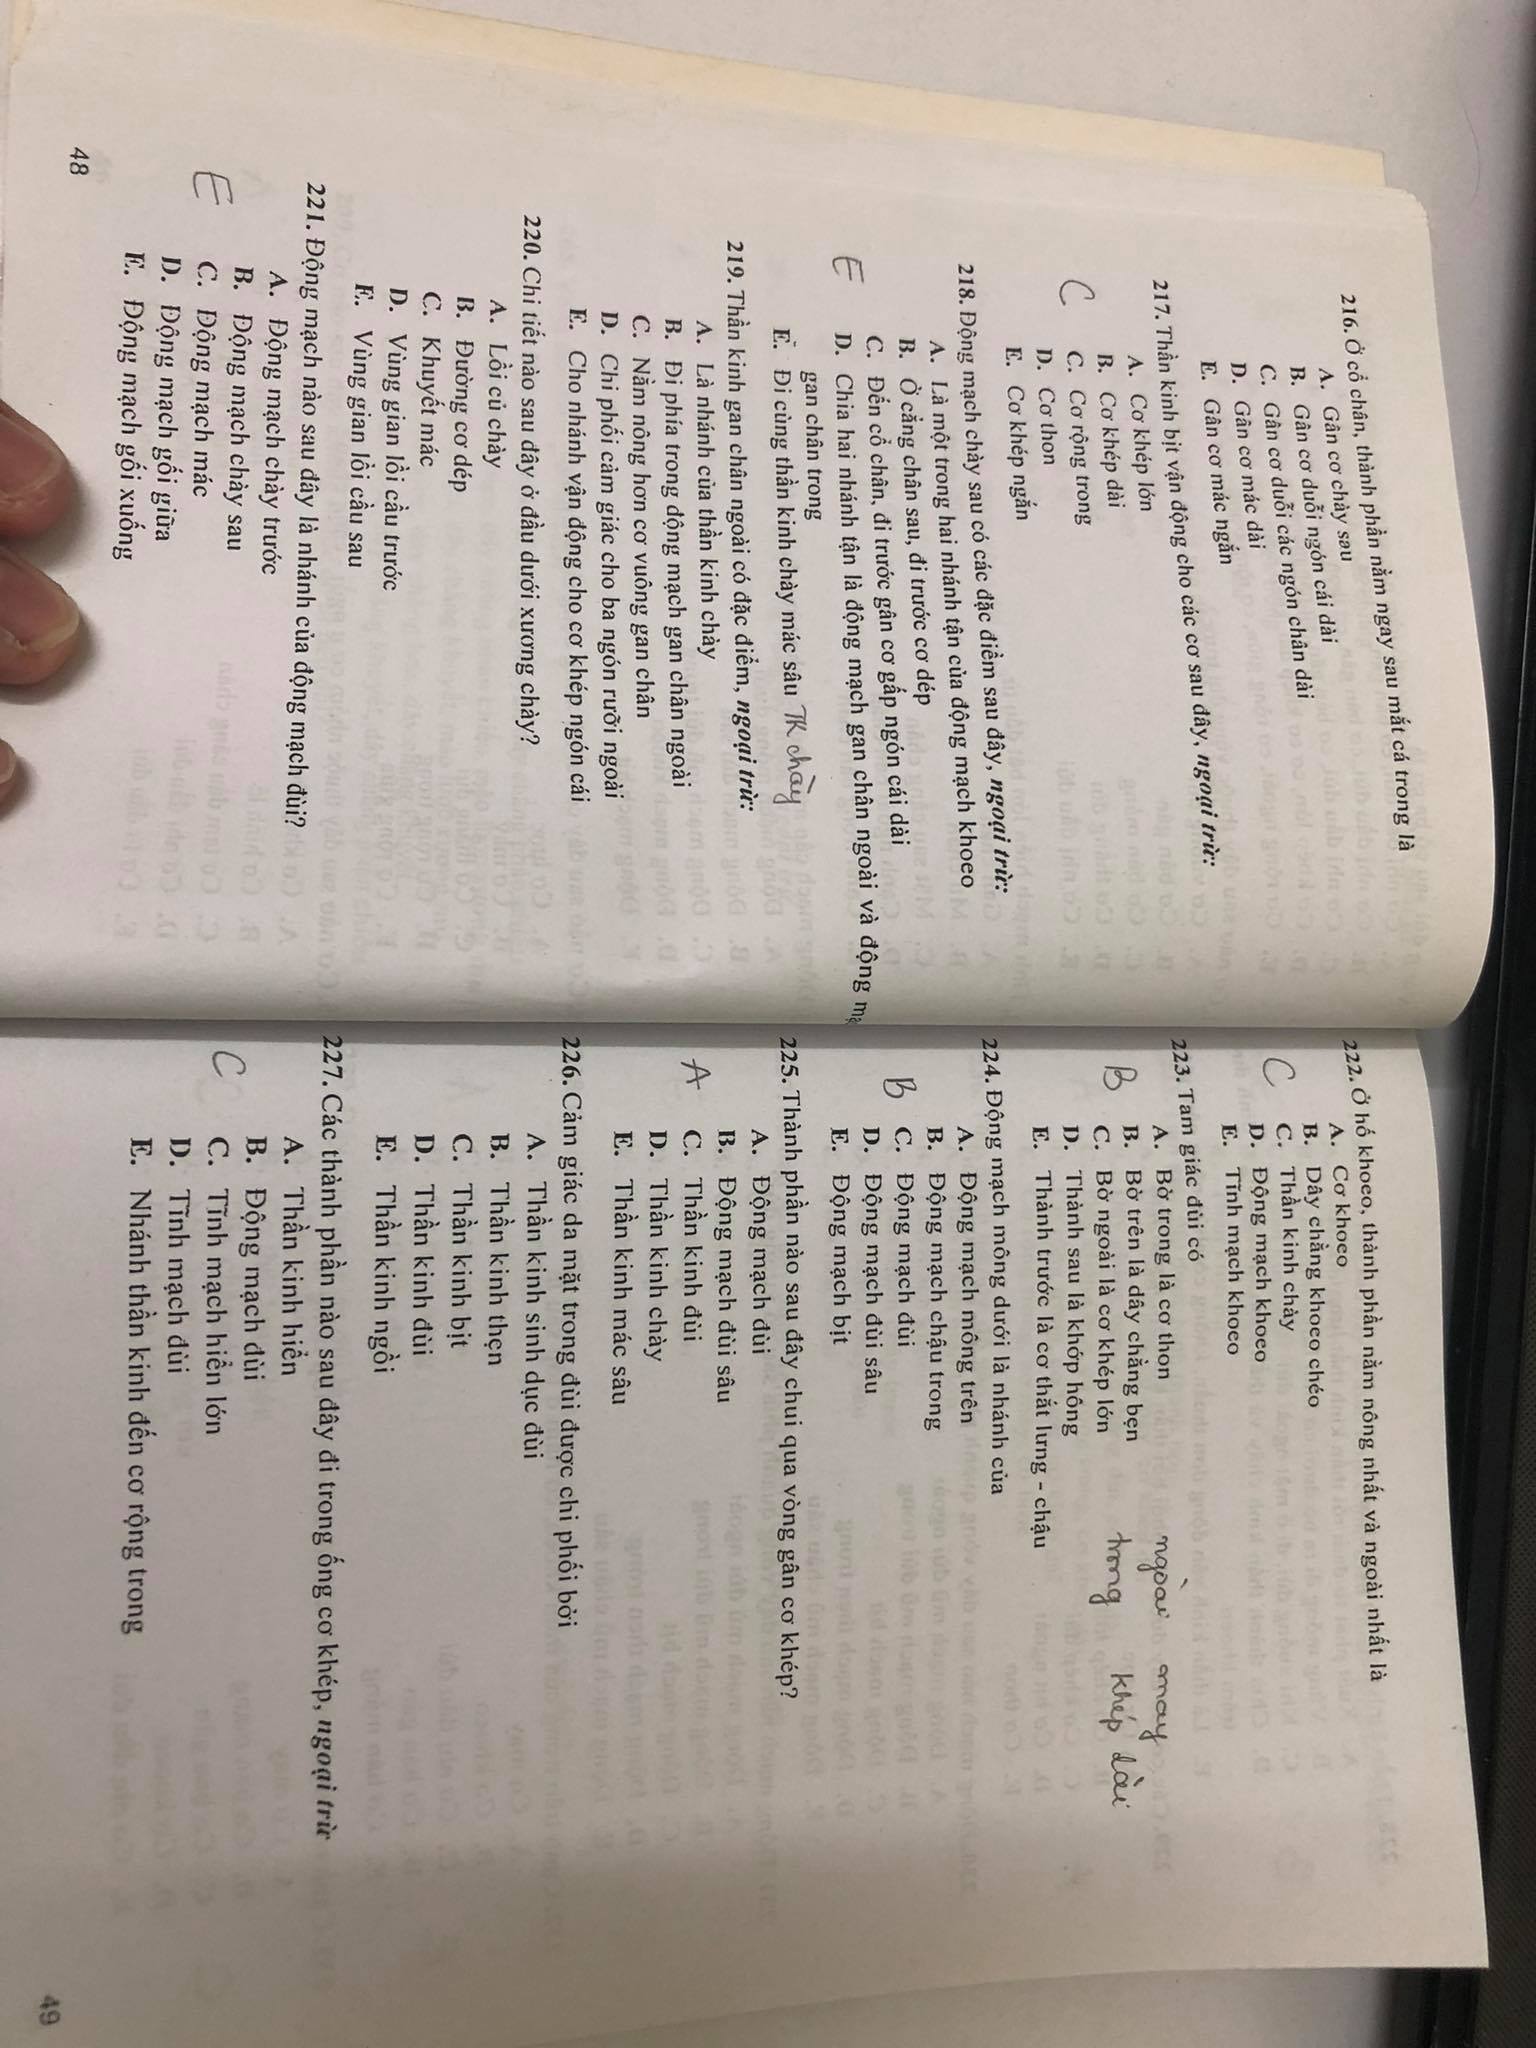 216. Ở cổ chân, thành phần nằm ngay sau mắt cá trong là
A. Gân cơ chày sau
B. Gân cơ duỗi ngón cái dài
C. Gân cơ duỗi các ngón chân dài
D. Gân cơ mác dài
E. Gân cơ mác ngắn
217. Thần kinh bịt vận động cho các cơ sau đây, ngoại trừ:
A. Cơ khép lớn
B. Cơ khép dài
C C. Cơ rộng trong
D. Cơ thon
E. Cơ khép ngắn
218. Động mạch chày sau có các đặc điểm sau đây, ngoại trừ:
A. Là một trong hai nhánh tận của động mạch khoeo
B. Ở cẳng chân sau, đi trước cơ dép
C. Đến cổ chân, đi trước gân cơ gấp ngón cái dài
E D. Chia hai nhánh tận là động mạch gan chân ngoài và động
gan chân trong
E. Đi cùng thần kinh chày mác sâu TK chày
219. Thần kinh gan chân ngoài có đặc điểm, ngoại trừ:
A. Là nhánh của thần kinh chày
B. Đi phía trong động mạch gan chân ngoài
C. Nằm nông hơn cơ vuông gan chân
D. Chi phối cảm giác cho ba ngón rưỡi ngoài
E. Cho nhánh vận động cho cơ khép ngón cái
220. Chi tiết nào sau đây ở đầu dưới xương chày?
A. Lồi củ chày
B. Đường cơ dép
C. Khuyết mác
D. Vùng gian lồi cầu trước
E. Vùng gian lồi cầu sau
221. Động mạch nào sau đây là nhánh của động mạch đùi?
A. Động mạch chày trước
B. Động mạch chày sau
E C. Động mạch mác
D. Động mạch gối giữa
E. Động mạch gối xuống
48
222. Ở hố khoeo, thành phần nằm nông nhất và ngoài nhất là
A. Cơ khoeo
B. Dây chằng khoeo chéo
C C. Thần kinh chày
D. Động mạch khoeo
E. Tĩnh mạch khoeo
223. Tam giác đùi có
A. Bờ trong là cơ thon ngoài may
B B. Bờ trên là dây chằng bẹn trong khép dài
C. Bờ ngoài là cơ khép lớn
D. Thành sau là khớp hông
E. Thành trước là cơ thắt lưng - chậu
224. Động mạch mông dưới là nhánh của
A. Động mạch mông trên
B. Động mạch chậu trong
B C. Động mạch đùi
D. Động mạch đùi sâu
E. Động mạch bịt
225. Thành phần nào sau đây chui qua vòng gân cơ khép?
A. Động mạch đùi
B. Động mạch đùi sâu
A C. Thần kinh đùi
D. Thần kinh chày
E. Thần kinh mác sâu
226. Cảm giác da mặt trong đùi được chi phối bởi
A. Thần kinh sinh dục đùi
B. Thần kinh thẹn
C. Thần kinh bịt
D. Thần kinh đùi
E. Thần kinh ngồi
227. Các thành phần nào sau đây đi trong ống cơ khép, ngoại trừ
A. Thần kinh hiển
B. Động mạch đùi
C C. Tĩnh mạch hiển lớn
D. Tĩnh mạch đùi
E. Nhánh thần kinh đến cơ rộng trong
49